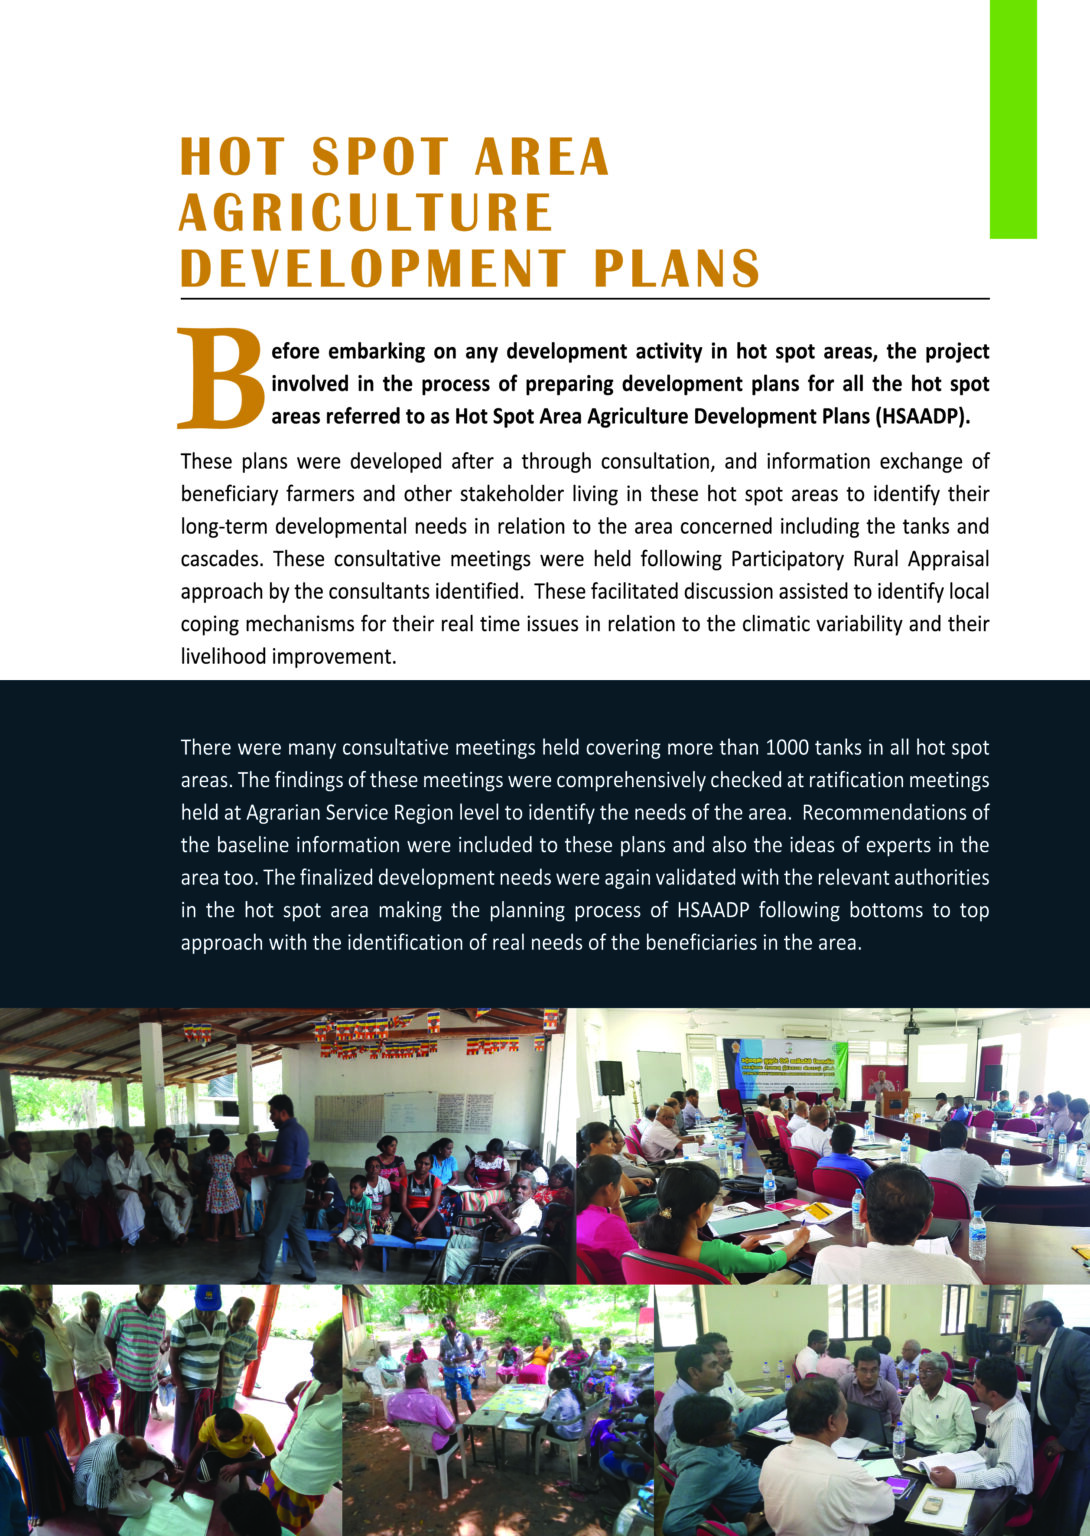 HOT SPOT AREA
AGRICULTURE
DEVELOPMENT PLANS
Before embarking on any development activity in hot spot areas, the project
involved in the process of preparing development plans for all the hot spot
areas referred to as Hot Spot Area Agriculture Development Plans (HSAADP).
These plans were developed after a through consultation, and information exchange of
beneficiary farmers and other stakeholder living in these hot spot areas to identify their
long-term developmental needs in relation to the area concerned including the tanks and
cascades. These consultative meetings were held following Participatory Rural Appraisal
approach by the consultants identified. These facilitated discussion assisted to identify local
coping mechanisms for their real time issues in relation to the climatic variability and their
livelihood improvement.
There were many consultative meetings held covering more than 1000 tanks in all hot spot
areas. The findings of these meetings were comprehensively checked at ratification meetings
held at Agrarian Service Region level to identify the needs of the area. Recommendations of
the baseline information were included to these plans and also the ideas of experts in the
area too. The finalized development needs were again validated with the relevant authorities
in the hot spot area making the planning process of HSAADP following bottoms to top
approach with the identification of real needs of the beneficiaries in the area.